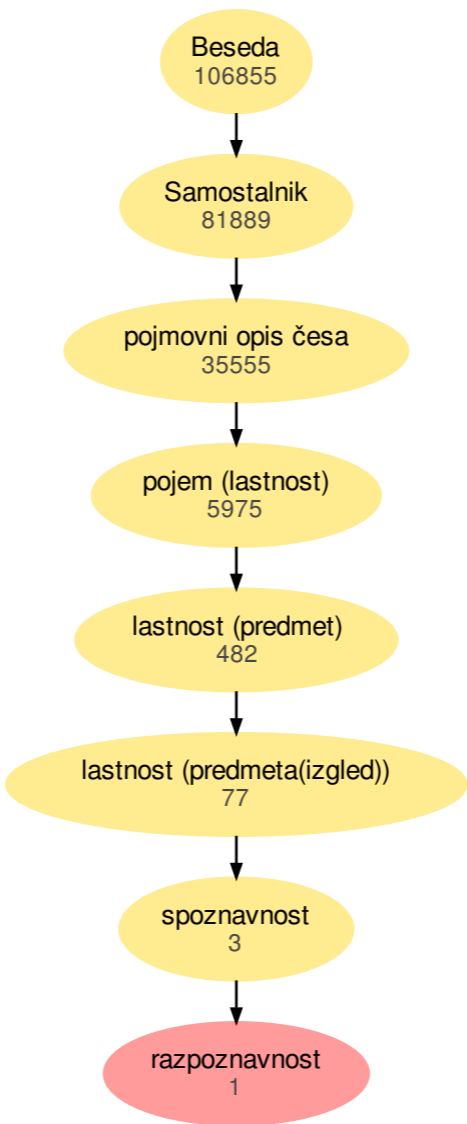 Beseda
106855
Samostalnik
81889
pojmovni opis česa
35555
pojem (lastnost)
5975
lastnost (predmet)
482
lastnost (predmeta(izgled))
77
spoznavnost
3
razpoznavnost
1